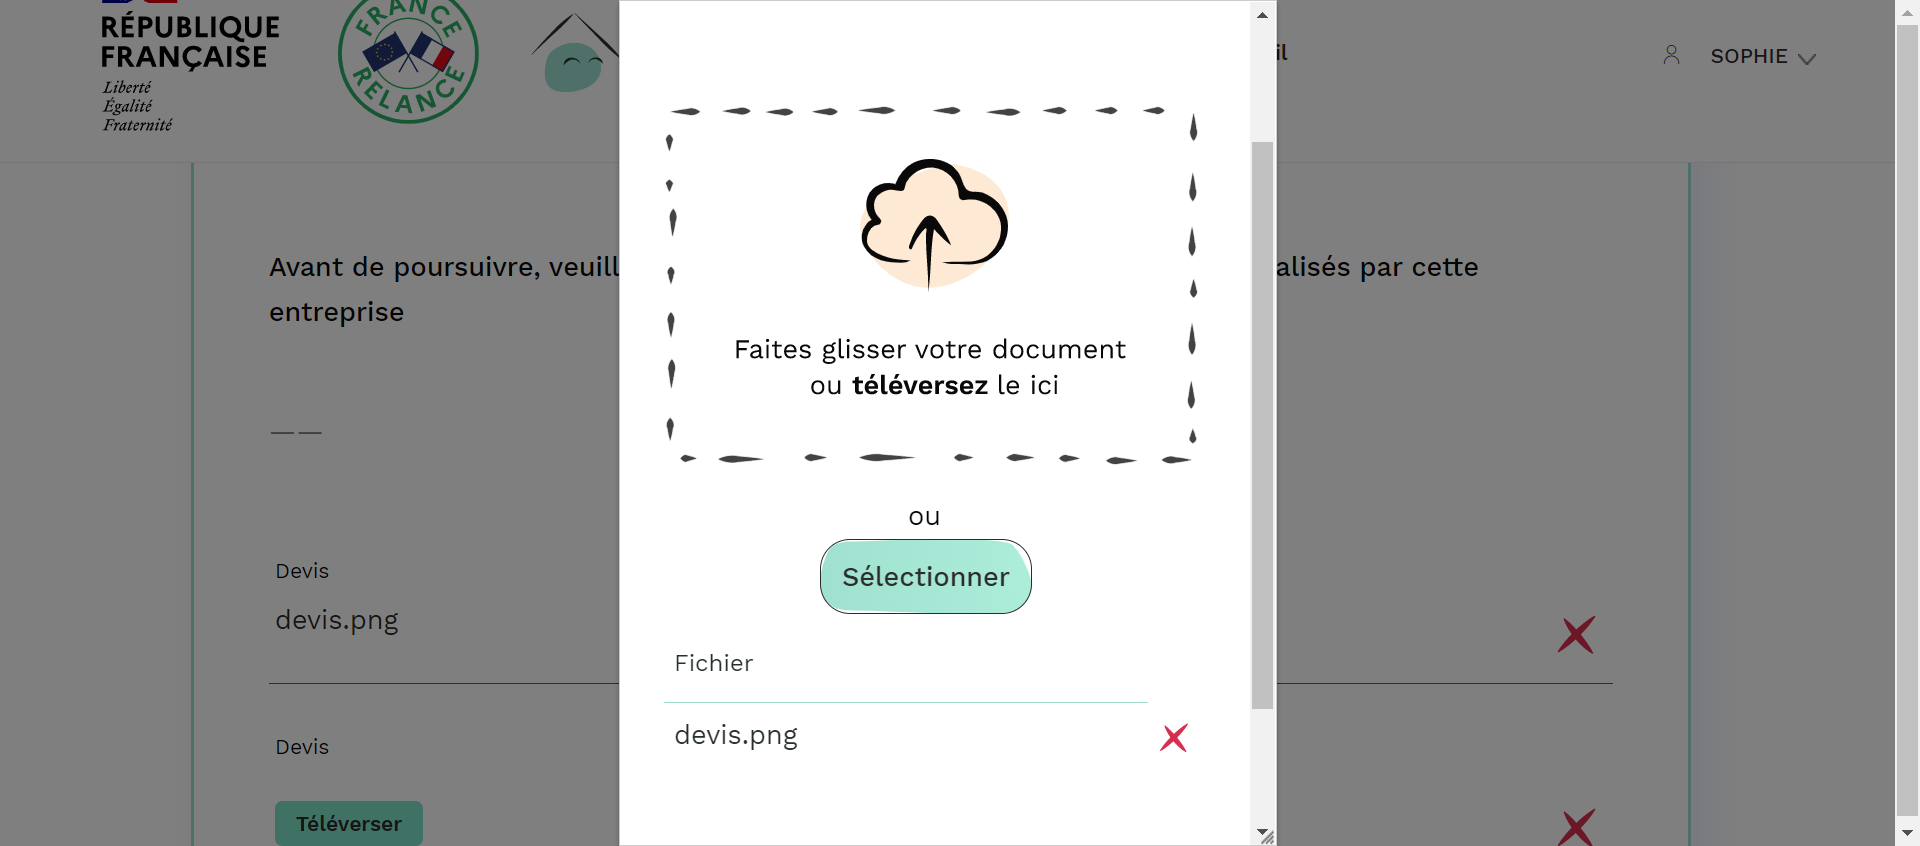 RÉPUBLIQUE
FRANÇAISE
Liberté
Égalité
Fraternité
FRANCE
RELANCE
il
SOPHIE
Avant de poursuivre, veuill
alisés par cette
entreprise
Devis
devis.png
Devis
Téléverser
Faites glisser votre document
ou téléversez le ici
ou
Sélectionner
Fichier
devis.png